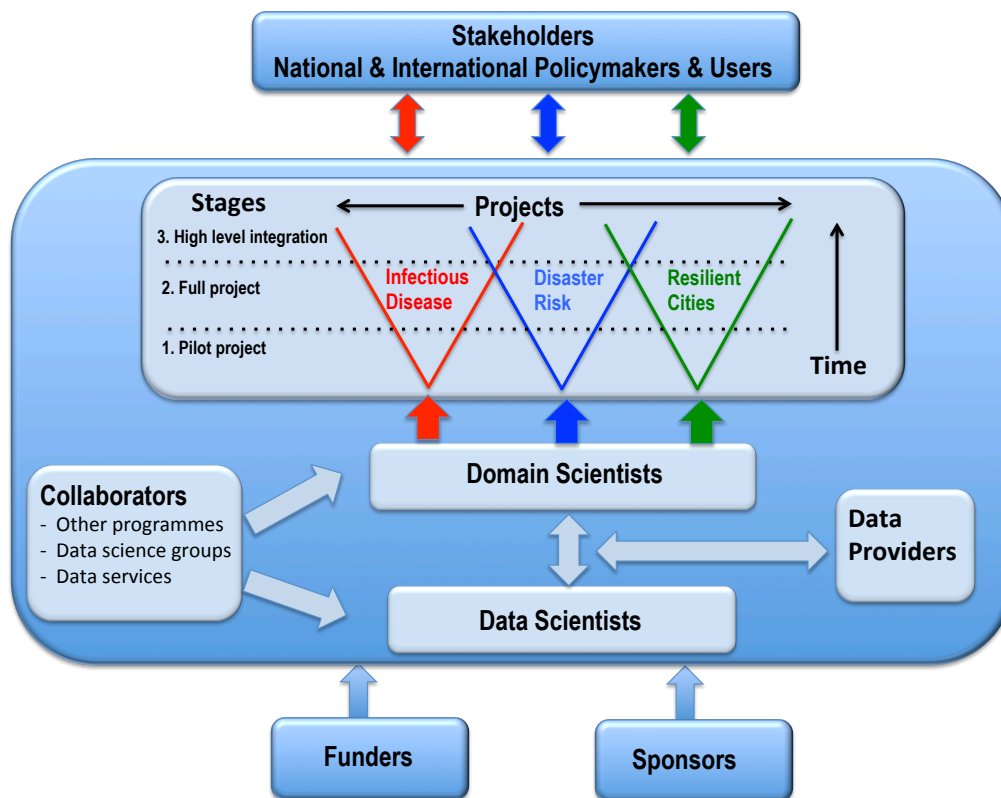 Stakeholders
National & International Policymakers & Users
Stages
Projects
3. High level integration
Infectious
Disease
Disaster
Risk
Resilient
Cities
2. Full project
1. Pilot project
Time
Domain Scientists
Collaborators
- Other programmes
- Data science groups
- Data services
Data
Providers
Data Scientists
Funders
Sponsors